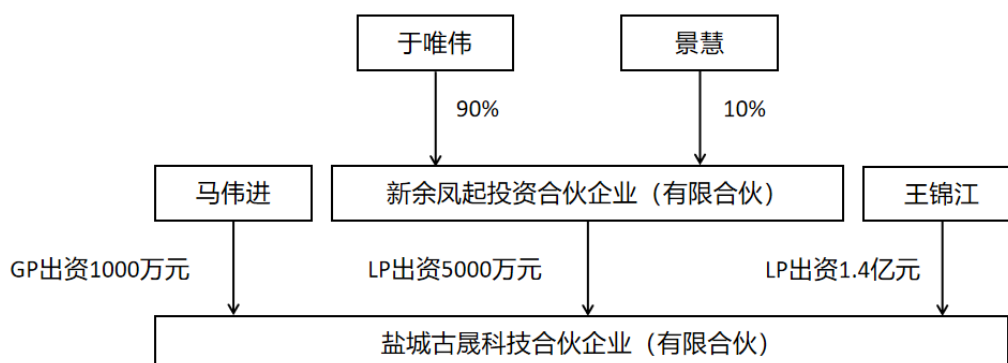 于唯伟
景慧
90%
10%
马伟进
新余凤起投资合伙企业（有限合伙）
王锦江
GP出资1000万元
LP出资5000万元
LP出资1.4亿元
盐城古晟科技合伙企业（有限合伙）